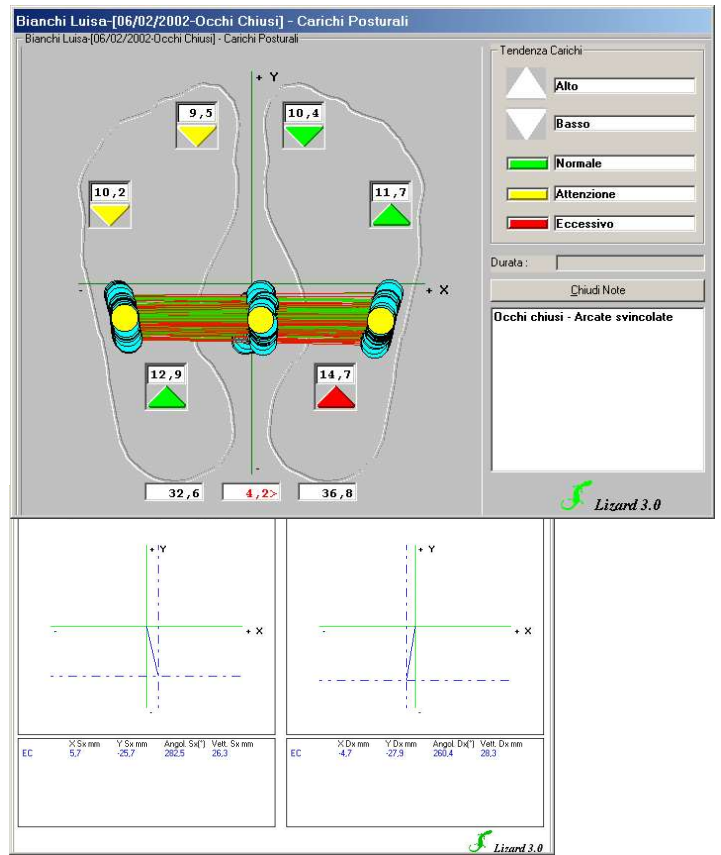 Bianchi Luisa-[06/02/2002-Occhi Chiusi] - Carichi Posturali
Bianchi Luisa-[06/02/2002-Occhi Chiusi] - Carichi Posturali
+ Y
9,5
10,4
10,2
11,7
-
+ X
12,9
14,7
-
32,6
4,2>
36,8
Tendenza Carichi
Alto
Basso
Normale
Attenzione
Eccessivo
Durata :
Chiudi Note
Occhi chiusi - Arcate svincolate
Lizard 3.0
+ Y
-
+ X
-
X Sx mm Y Sx mm Angol. Sx(°) Vett. Sx mm
EC 5,7 -25,7 282,5 26,3
+ Y
-
+ X
-
X Dx mm Y Dx mm Angol. Dx(°) Vett. Dx mm
EC -4,7 -27,9 260,4 28,3
Lizard 3.0